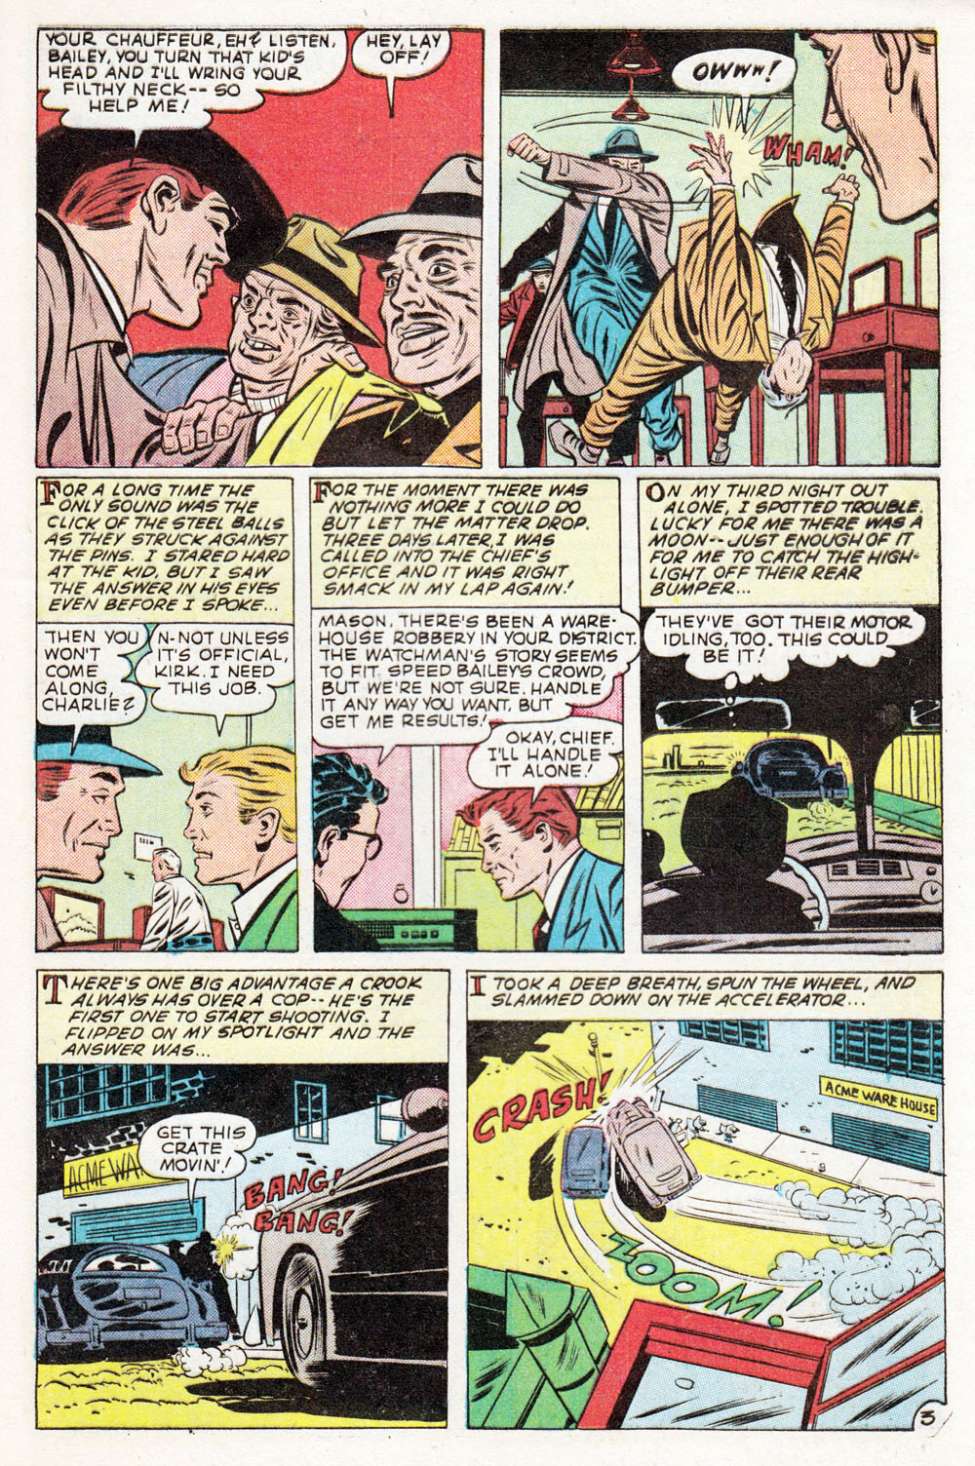 YOUR CHAUFFEUR, EH? LISTEN,
BAILEY, YOU TURN THAT KID'S
HEAD AND I'LL WRING YOUR
FILTHY NECK-- SO
HELP ME!
HEY, LAY
OFF!
OWWW!
WHAM!
FOR A LONG TIME THE
ONLY SOUND WAS THE
CLICK OF THE STEEL BALLS
AS THEY STRUCK AGAINST
THE PINS. I STARED HARD
AT THE KID, BUT I SAW
THE ANSWER IN HIS EYES
EVEN BEFORE I SPOKE...
THEN YOU
WON'T
COME
ALONG,
CHARLIE?
N-NOT UNLESS
IT'S OFFICIAL,
KIRK. I NEED
THIS JOB.
FOR THE MOMENT THERE WAS
NOTHING MORE I COULD DO
BUT LET THE MATTER DROP.
THREE DAYS LATER, I WAS
CALLED INTO THE CHIEF'S
OFFICE AND IT WAS RIGHT
SMACK IN MY LAP AGAIN!
MASON, THERE'S BEEN A WARE-
HOUSE ROBBERY IN YOUR DISTRICT.
THE WATCHMAN'S STORY SEEMS
TO FIT SPEED BAILEY'S CROWD,
BUT WE'RE NOT SURE. HANDLE
IT ANY WAY YOU WANT, BUT
GET ME RESULTS!
OKAY, CHIEF.
I'LL HANDLE
IT ALONE!
ON MY THIRD NIGHT OUT
ALONE, I SPOTTED TROUBLE.
LUCKY FOR ME THERE WAS A
MOON-- JUST ENOUGH OF IT
FOR ME TO CATCH THE HIGH-
LIGHT OFF THEIR REAR
BUMPER...
THEY'VE GOT THEIR MOTOR
IDLING, TOO. THIS COULD
BE IT!
THERE'S ONE BIG ADVANTAGE A CROOK
ALWAYS HAS OVER A COP-- HE'S THE
FIRST ONE TO START SHOOTING. I
FLIPPED ON MY SPOTLIGHT AND THE
ANSWER WAS...
GET THIS
CRATE
MOVIN'!
ACME WA
BANG!
BANG!
I TOOK A DEEP BREATH, SPUN THE WHEEL, AND
SLAMMED DOWN ON THE ACCELERATOR...
CRASH!
ACME WARE HOUSE
ZOOM!
3